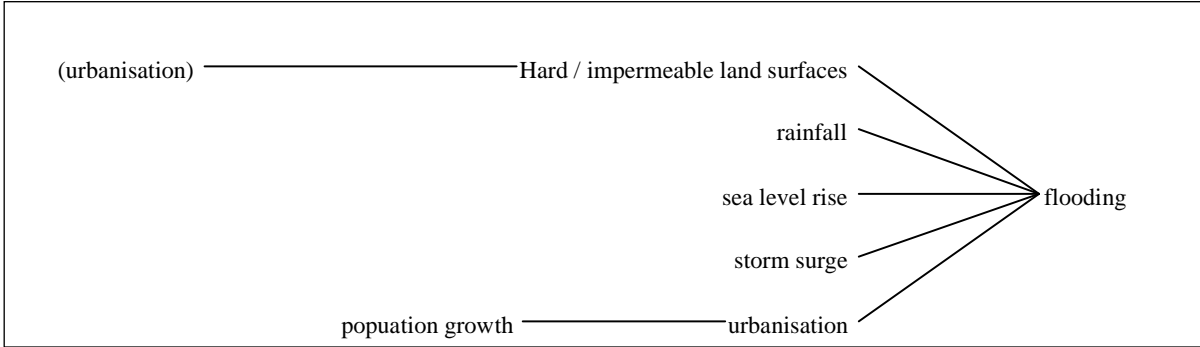 (urbanisation) Hard / impermeable land surfaces
rainfall
sea level rise flooding
storm surge
popuation growth urbanisation